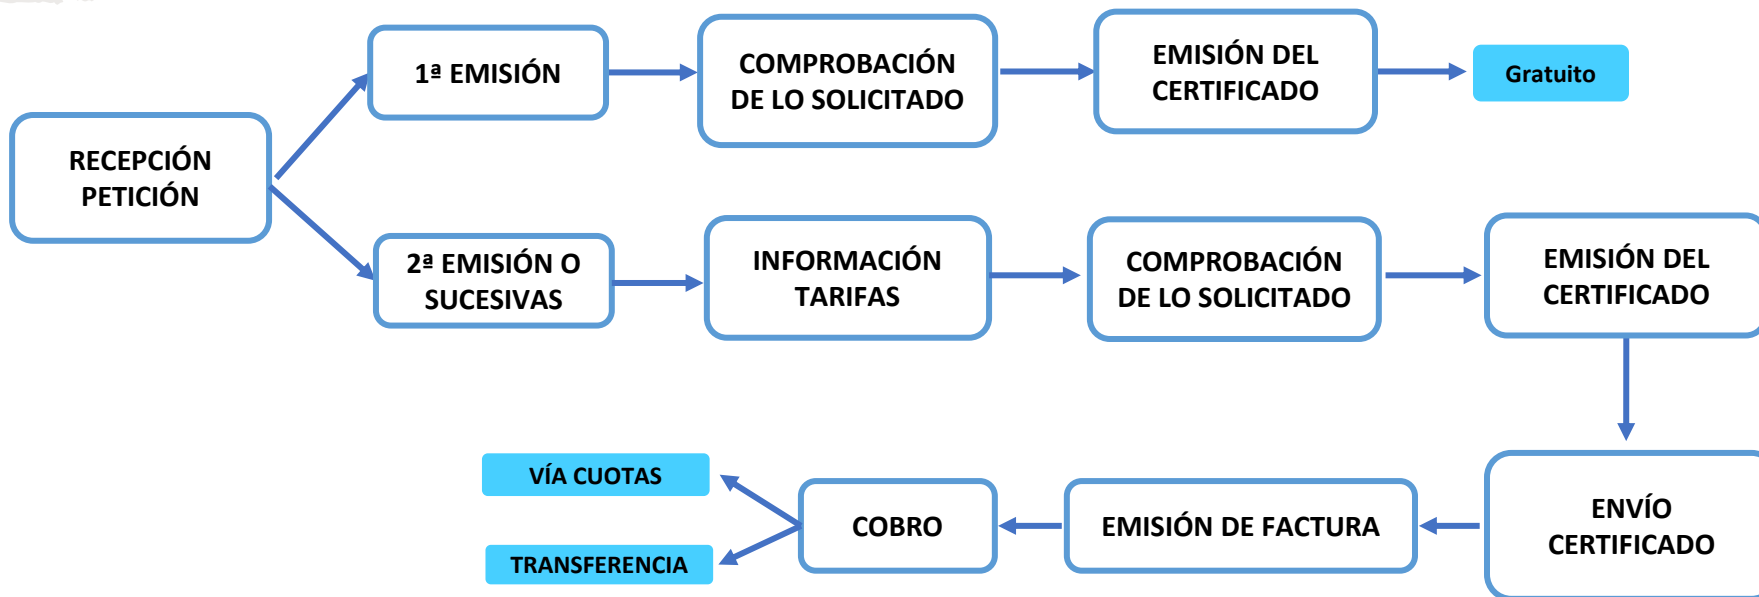 1ª EMISIÓN
COMPROBACIÓN
DE LO SOLICITADO
EMISIÓN DEL
CERTIFICADO
Gratuito
RECEPCIÓN
PETICIÓN
2ª EMISIÓN O
SUCESIVAS
INFORMACIÓN
TARIFAS
COMPROBACIÓN
DE LO SOLICITADO
EMISIÓN DEL
CERTIFICADO
VÍA CUOTAS
TRANSFERENCIA
COBRO
EMISIÓN DE FACTURA
ENVÍO
CERTIFICADO